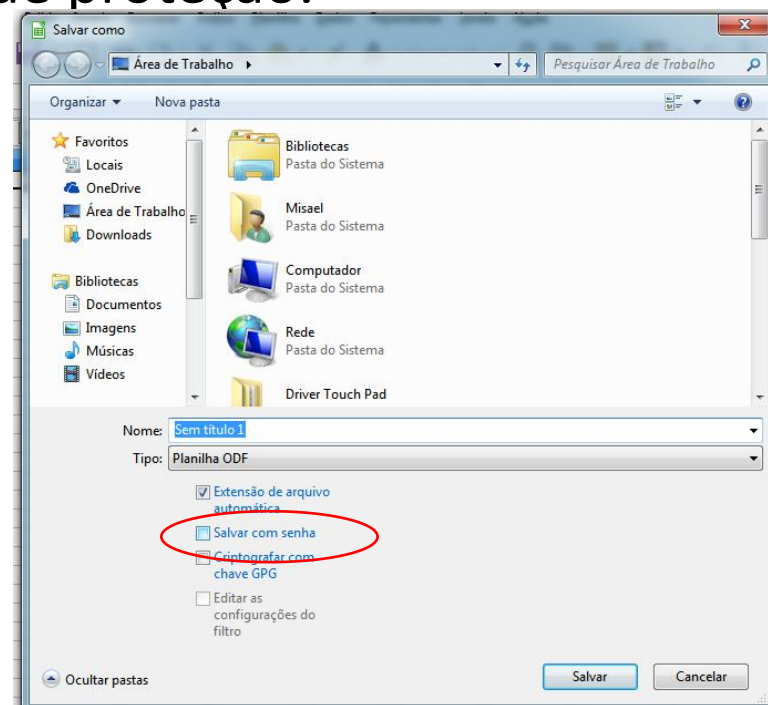 de proteção.
Salvar como
Área de Trabalho
Pesquisar Área de Trabalho
Organizar
Nova pasta
Favoritos
Locais
OneDrive
Área de Trabalho
Downloads
Bibliotecas
Documentos
Imagens
Músicas
Vídeos
Bibliotecas
Pasta do Sistema
Misael
Pasta do Sistema
Computador
Pasta do Sistema
Rede
Pasta do Sistema
Driver Touch Pad
Nome: Sem título 1
Tipo: Planilha ODF
Extensão de arquivo
automática
Salvar com senha
Criptografar com
chave GPG
Editar as
configurações do
filtro
Ocultar pastas
Salvar
Cancelar